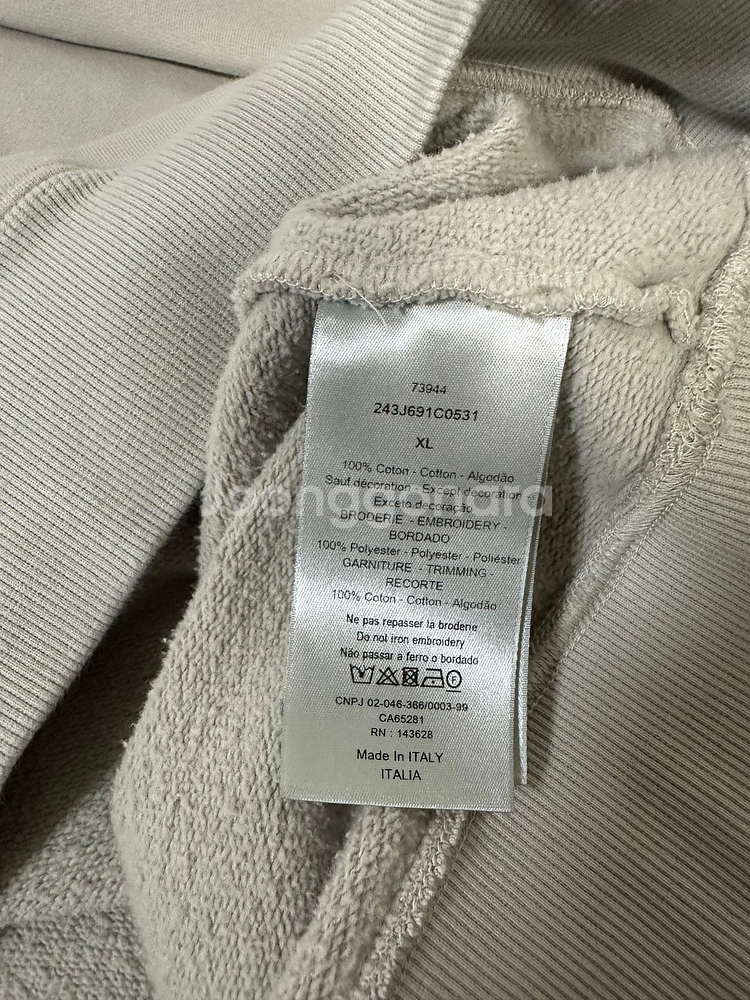 73944
243J691C0531
XL
100% Coton - Cotton - Algodão
Sauf décoration - Except decoration
Exceto decoração
BRODERIE - EMBROIDERY -
BORDADO
100% Polyester - Polyester - Poliéster
GARNITURE - TRIMMING -
RECORTE
100% Coton - Cotton - Algodão
Ne pas repasser la broderie
Do not iron embroidery
Não passar a ferro o bordado
F
CNPJ 02-046-366/0003-99
CA65281
RN : 143628
Made In ITALY
ITALIA